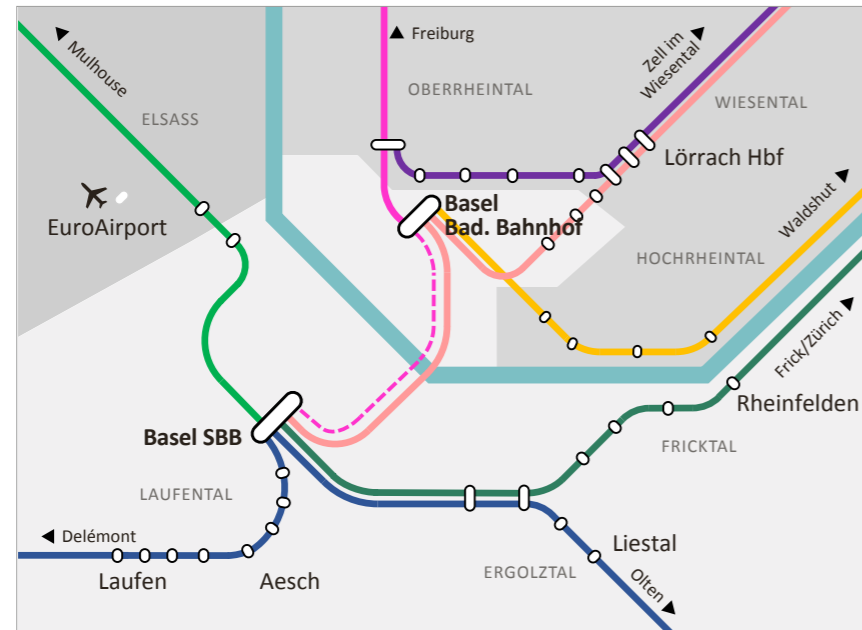 Mulhouse
ELSASS
EuroAirport
Freiburg
OBERRHEINTAL
Zell im
Wiesental
WIESENTAL
Lörrach Hbf
Basel
Bad. Bahnhof
HOCHRHEINTAL
Waldshut
Frick/Zürich
Rheinfelden
FRICKTAL
Basel SBB
LAUFENTAL
Delémont
Laufen
Aesch
Liestal
ERGOLZTAL
Olten